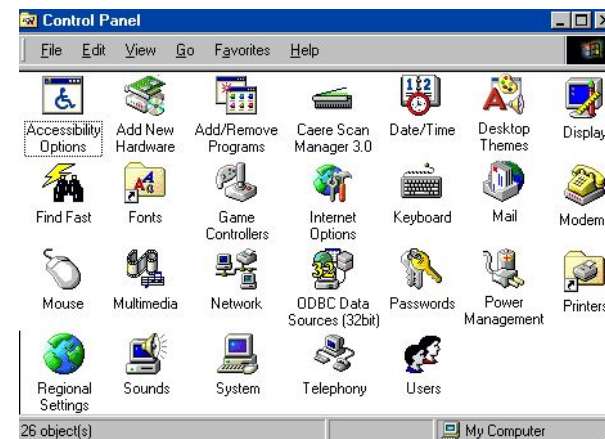 Control Panel
File Edit View Go Favorites Help
Accessibility Options
Add New Hardware
Add/Remove Programs
Caere Scan Manager 3.0
Date/Time
Desktop Themes
Display
Find Fast
Fonts
Game Controllers
Internet Options
Keyboard
Mail
Modem
Mouse
Multimedia
Network
ODBC Data Sources (32bit)
Passwords
Power Management
Printers
Regional Settings
Sounds
System
Telephony
Users
26 object(s)
My Computer